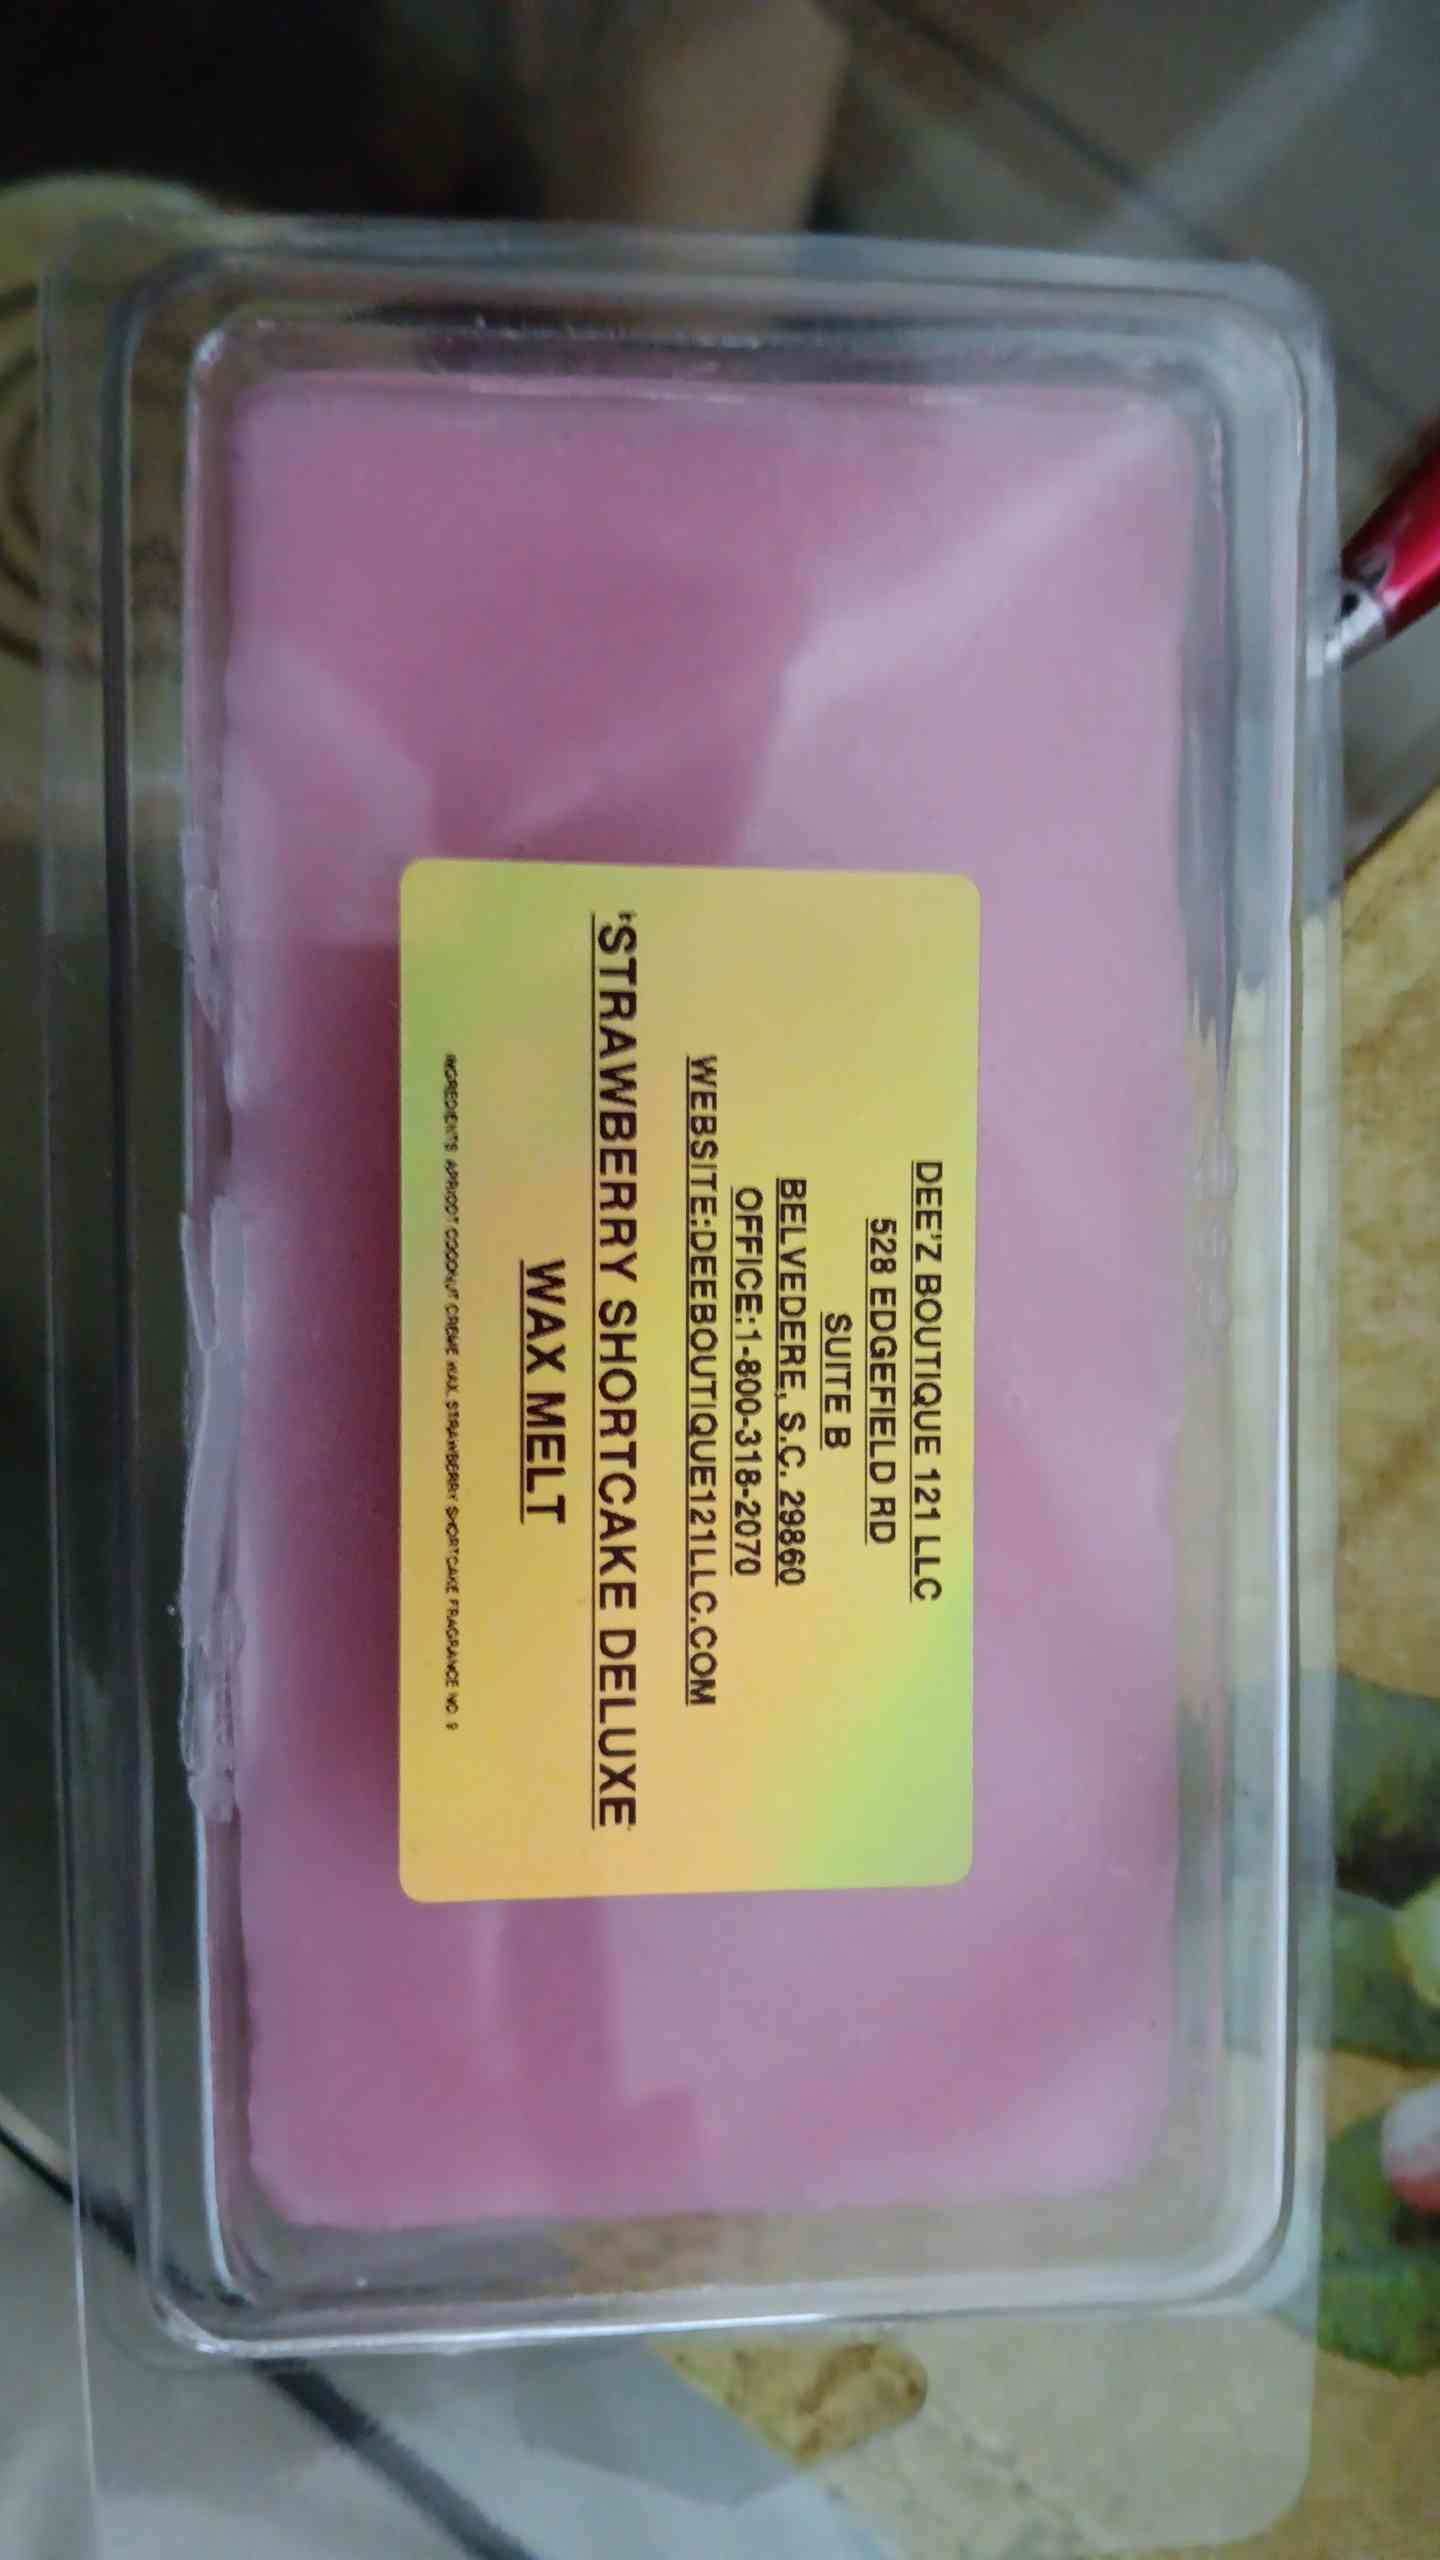 DEE'Z BOUTIQUE 121 LLC
528 EDGEFIELD RD
SUITE B
BELVEDERE, S.C. 29860
OFFICE:1-800-318-2070
WEBSITE:DEEBOUTIQUE121LLC.COM
'STRAWBERRY SHORTCAKE DELUXE'
WAX MELT
INGREDIENTS APRICOT COCONUT CREME WAX, STRAWBERRY SHORTCAKE FRAGRANCE NO. 9